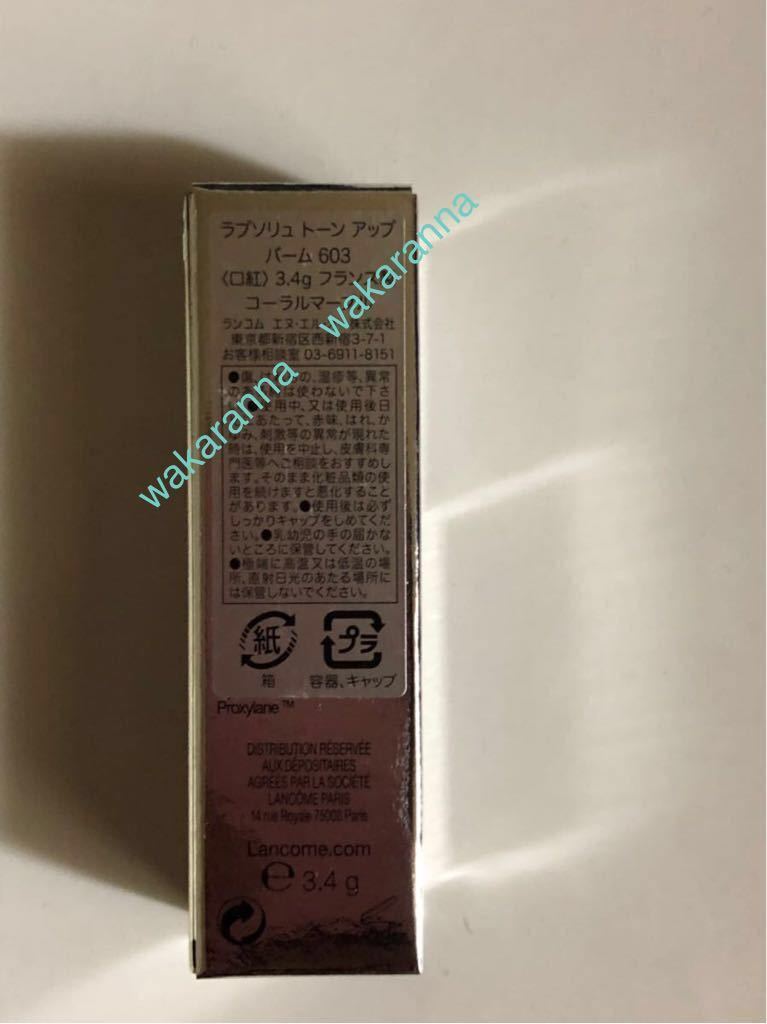 ラプソリュ トーン アップ
バーム 603
〈口紅〉 3.4g フランス
コーラルマー
ランコム エヌ・エル 株式会社
東京都新宿区西新宿3-7-1
お客様相談室 03-6911-8151
●傷、 の、湿疹等、異常
の は使わないで下さ
使用中、又は使用後日
にあたって、赤味、はれ、か
み、刺激等の異常が現れた
時は、使用を中止し、皮膚科専
門医等へご相談をおすすめしま
す。そのまま化粧品類の使
用を続けますと悪化すること
があります。●使用後は必ず
しっかりキャップをしめてくだ
さい。●乳幼児の手の届かな
いところに保管してください。
●極端に高温又は低温の場
所、直射日光のあたる場所に
は保管しないでください。
紙 プラ
箱 容器、キャップ
Proxylane™
DISTRIBUTION RÉSERVÉE
AUX DÉPOSITAIRES
AGRÉÉS PAR LA SOCIÉTÉ
LANCÔME PARIS
14 rue Royale 75008 Paris
Lancome.com
℮ 3.4 g
wakaranna
wakaranna